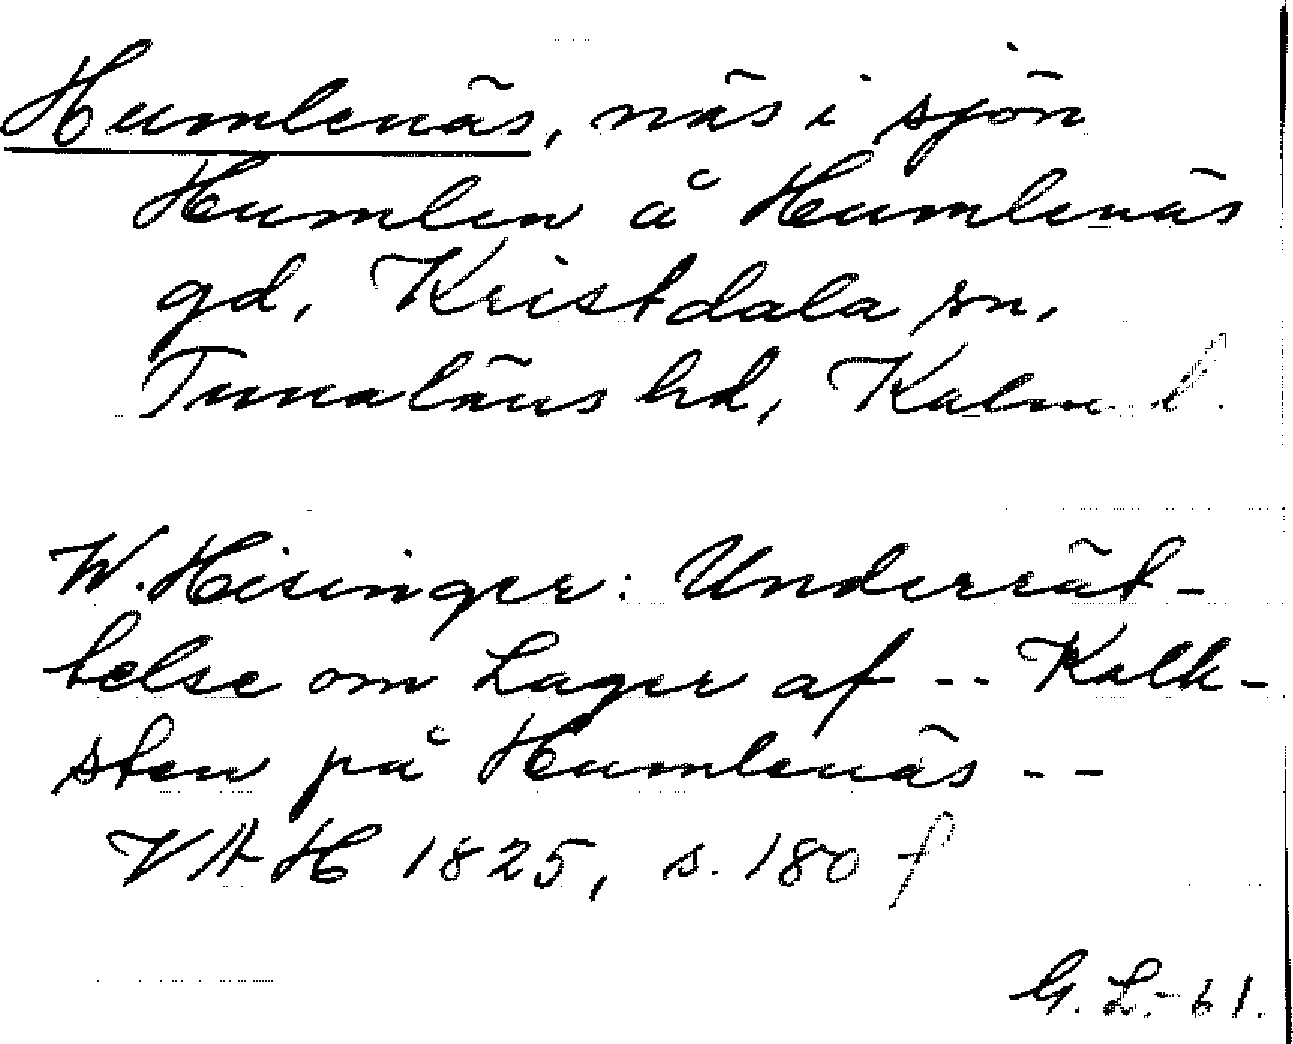 Humlenäs, näs i sjön
Humlen å Humlenäs
gd, Kristdala sn,
Tunaläns hd, Kalm l.
W. Hisinger: Underrät-
telse om Lager af -- Kalk-
sten på Humlenäs --
VAH 1825, s. 180 f
G. L. -61.